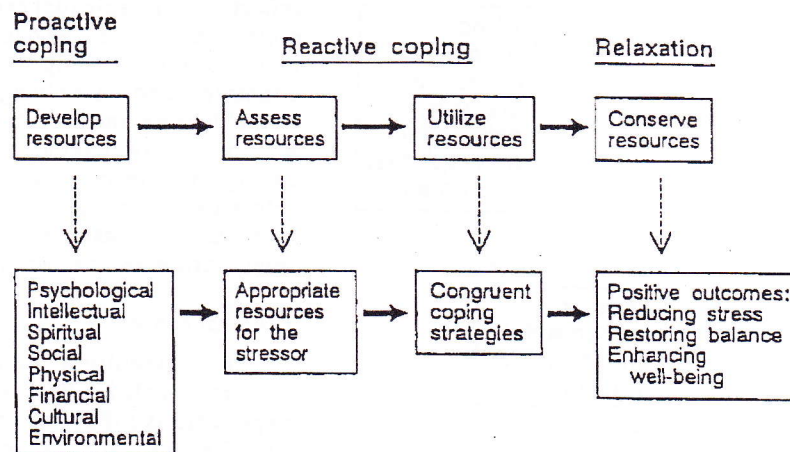 Proactive
coping
Reactive coping
Relaxation
Develop
resources
Assess
resources
Utilize
resources
Conserve
resources
Psychological
Intellectual
Spiritual
Social
Physical
Financial
Cultural
Environmental
Appropriate
resources
for the
stressor
Congruent
coping
strategies
Positive outcomes:
Reducing stress
Restoring balance
Enhancing
well-being